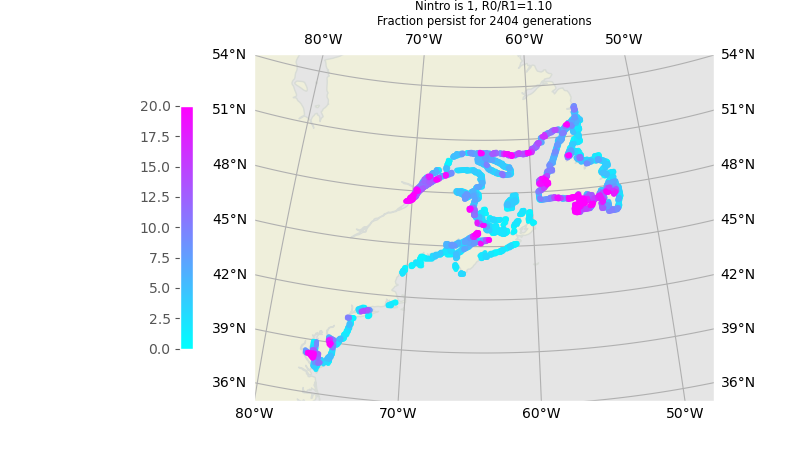 Nintro is 1, R0/R1=1.10
Fraction persist for 2404 generations
80°W 70°W 60°W 50°W
54°N 54°N
51°N 51°N
48°N 48°N
45°N 45°N
42°N 42°N
39°N 39°N
36°N 36°N
80°W 70°W 60°W 50°W
20.0
17.5
15.0
12.5
10.0
7.5
5.0
2.5
0.0